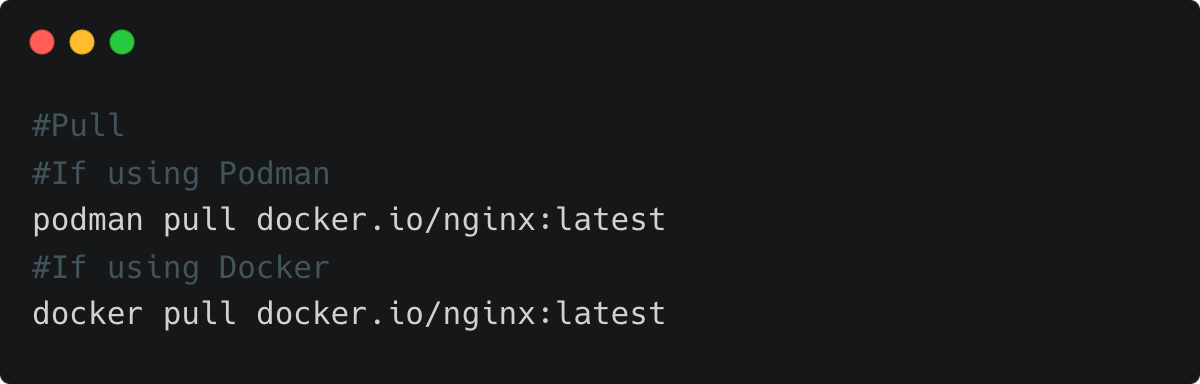 #Pull
#If using Podman
podman pull docker.io/nginx:latest
#If using Docker
docker pull docker.io/nginx:latest